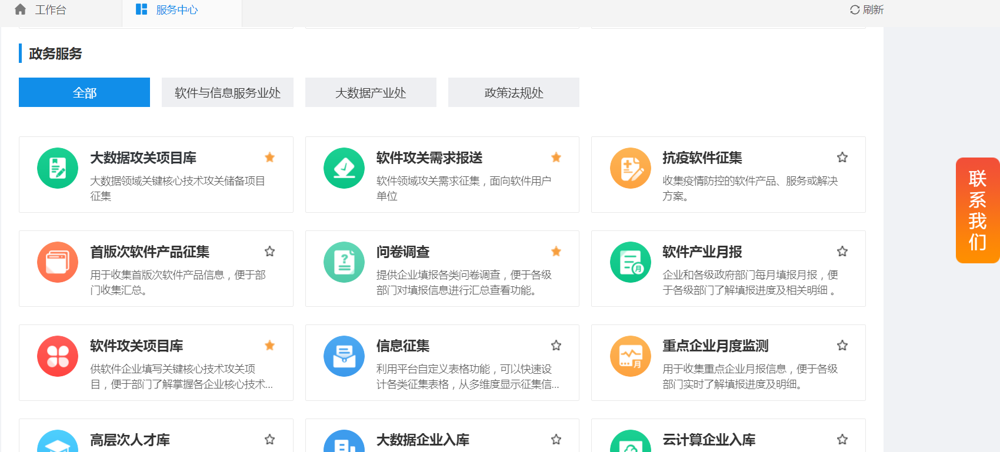 工作台
服务中心
刷新
政务服务
全部
软件与信息服务业处
大数据产业处
政策法规处
大数据攻关项目库
大数据领域关键核心技术攻关储备项目
征集
软件攻关需求报送
软件领域攻关需求征集，面向软件用户
单位
抗疫软件征集
收集疫情防控的软件产品、服务或解决
方案。
首版次软件产品征集
用于收集首版次软件产品信息，便于部
门收集汇总。
问卷调查
提供企业填报各类问卷调查，便于各级
部门对填报信息进行汇总查看功能。
软件产业月报
企业和各级政府部门每月填报月报，便
于各级部门了解填报进度及相关明细 。
软件攻关项目库
供软件企业填写关键核心技术攻关项
目，便于部门了解掌握各企业核心技术...
信息征集
利用平台自定义表格功能，可以快速设
计各类征集表格，从多维度显示征集信...
重点企业月度监测
用于收集重点企业月报信息，便于各级
部门实时了解填报进度及明细。
高层次人才库
大数据企业入库
云计算企业入库
联系我们